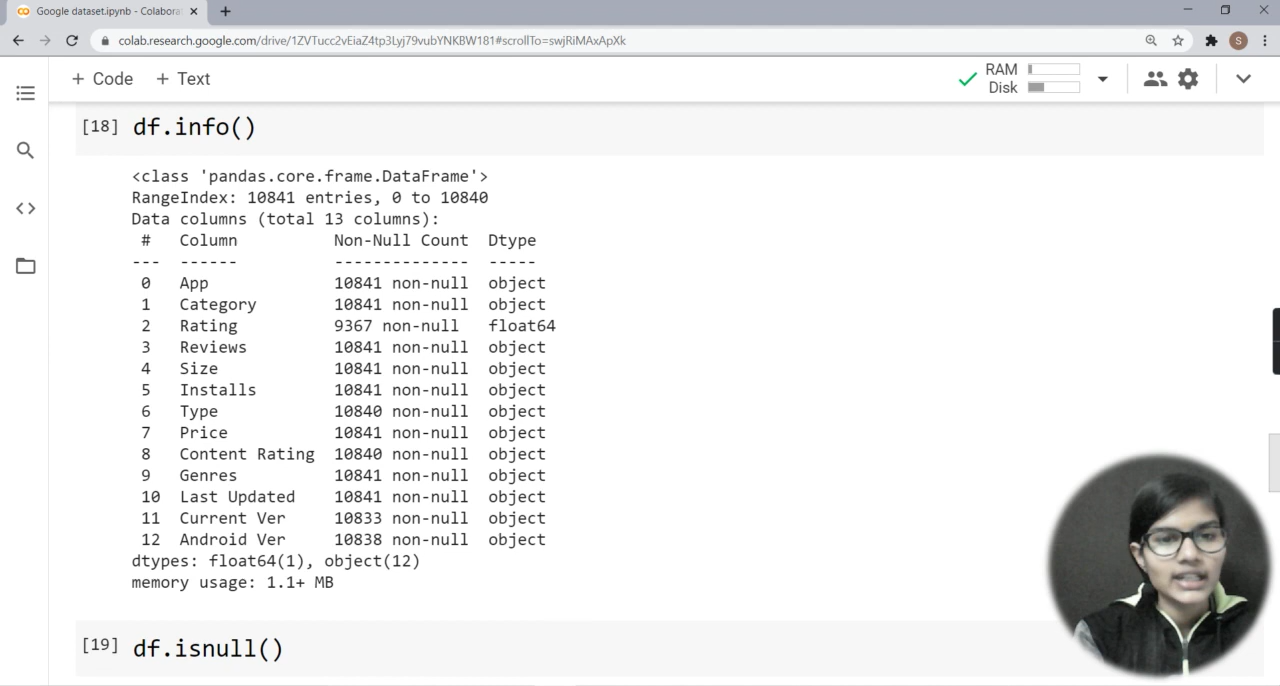 Google dataset.ipynb - Colabora
colab.research.google.com/drive/1ZVTucc2vEiaZ4tp3Lyj79vubYNKBW181#scrollTo=swjRiMAxApXk
S
+ Code + Text
RAM
Disk
[18] df.info()
<class 'pandas.core.frame.DataFrame'>
RangeIndex: 10841 entries, 0 to 10840
Data columns (total 13 columns):
# Column Non-Null Count Dtype
--- ------ -------------- -----
0 App 10841 non-null object
1 Category 10841 non-null object
2 Rating 9367 non-null float64
3 Reviews 10841 non-null object
4 Size 10841 non-null object
5 Installs 10841 non-null object
6 Type 10840 non-null object
7 Price 10841 non-null object
8 Content Rating 10840 non-null object
9 Genres 10841 non-null object
10 Last Updated 10841 non-null object
11 Current Ver 10833 non-null object
12 Android Ver 10838 non-null object
dtypes: float64(1), object(12)
memory usage: 1.1+ MB
[19] df.isnull()